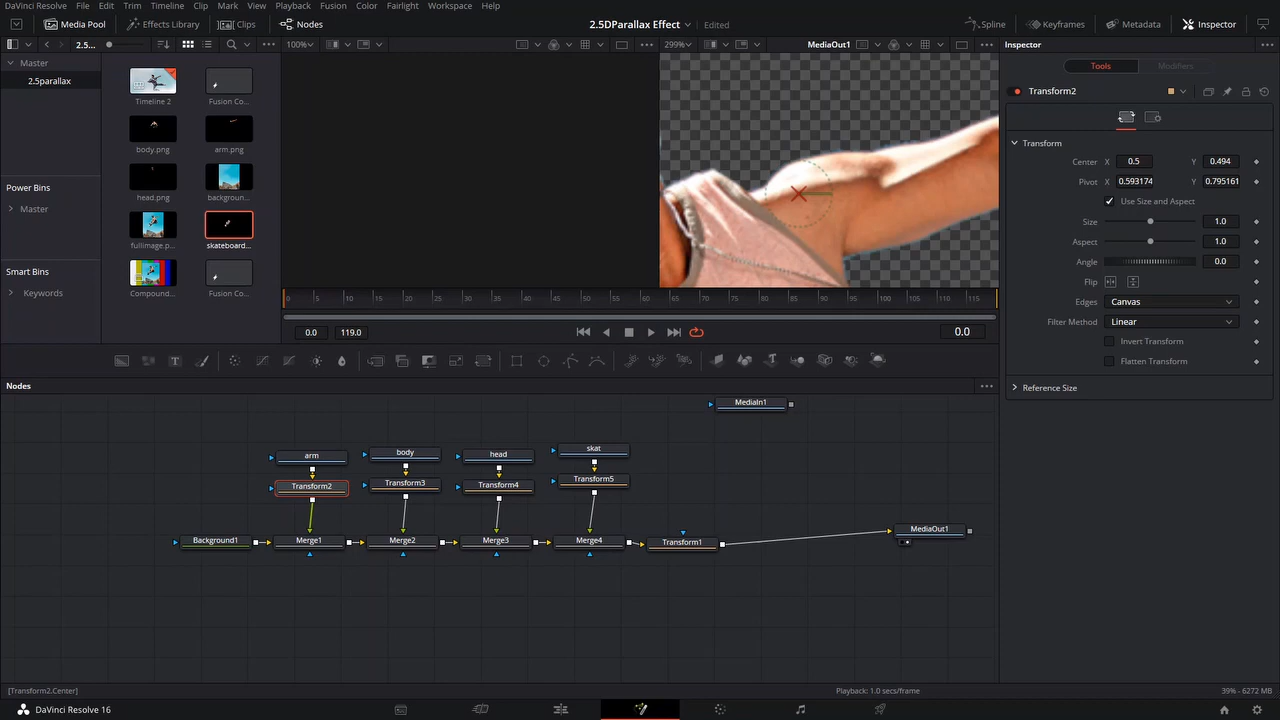 DaVinci Resolve File Edit Trim Timeline Clip Mark View Playback Fusion Color Fairlight Workspace Help
Media Pool Effects Library Clips Nodes 2.5DParallax Effect Edited Spline Keyframes Metadata Inspector
2.5... 100% 299% MediaOut1 Inspector
Master
2.5parallax
Power Bins
Master
Smart Bins
Keywords
Timeline 2 Fusion Co...
body.png arm.png
head.png backgroun...
fullimage.p... skateboard...
Compound... Fusion Co...
Tools Modifiers
Transform2
Transform
Center X 0.5 Y 0.494
Pivot X 0.593174 Y 0.795161
Use Size and Aspect
Size 1.0
Aspect 1.0
Angle 0.0
Flip
Edges Canvas
Filter Method Linear
Invert Transform
Flatten Transform
Reference Size
0 5 10 15 20 25 30 35 40 45 50 55 60 65 70 75 80 85 90 95 100 105 110 115
0.0 119.0 0.0
Nodes
MediaIn1
arm body head skat
Transform2 Transform3 Transform4 Transform5
Background1 Merge1 Merge2 Merge3 Merge4 Transform1 MediaOut1
[Transform2.Center] Playback: 1.0 secs/frame 39% - 6272 MB
DaVinci Resolve 16